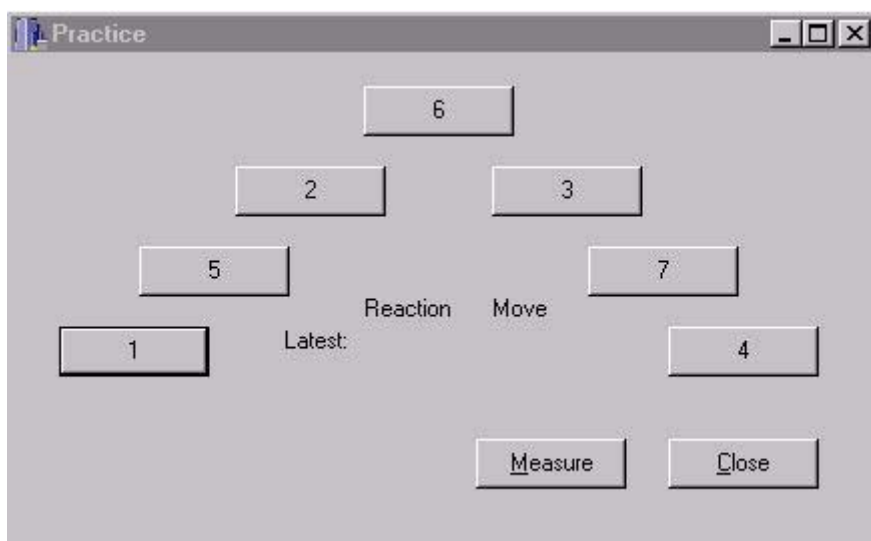 Practice
6
2 3
5 7
Reaction Move
Latest:
1 4
Measure Close